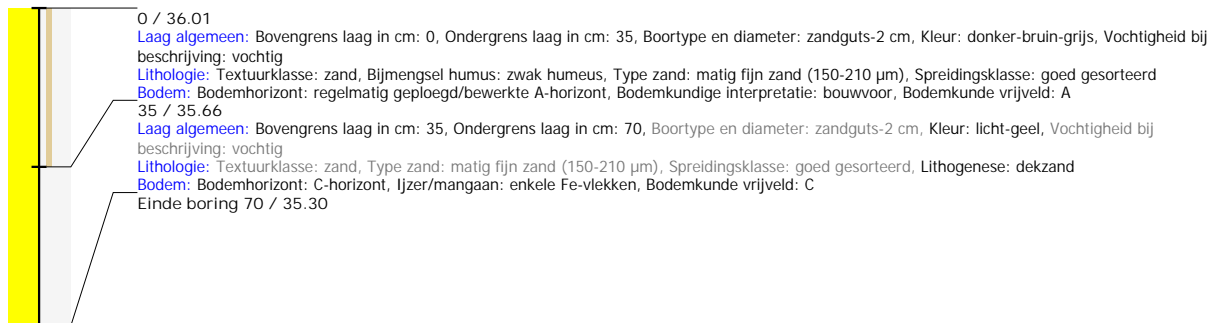 0 / 36.01
Laag algemeen: Bovengrens laag in cm: 0, Ondergrens laag in cm: 35, Boortype en diameter: zandguts-2 cm, Kleur: donker-bruin-grijs, Vochtigheid bij
beschrijving: vochtig
Lithologie: Textuurklasse: zand, Bijmengsel humus: zwak humeus, Type zand: matig fijn zand (150-210 µm), Spreidingsklasse: goed gesorteerd
Bodem: Bodemhorizont: regelmatig geploegd/bewerkte A-horizont, Bodemkundige interpretatie: bouwvoor, Bodemkunde vrijveld: A
35 / 35.66
Laag algemeen: Bovengrens laag in cm: 35, Ondergrens laag in cm: 70, Boortype en diameter: zandguts-2 cm, Kleur: licht-geel, Vochtigheid bij
beschrijving: vochtig
Lithologie: Textuurklasse: zand, Type zand: matig fijn zand (150-210 µm), Spreidingsklasse: goed gesorteerd, Lithogenese: dekzand
Bodem: Bodemhorizont: C-horizont, Ijzer/mangaan: enkele Fe-vlekken, Bodemkunde vrijveld: C
Einde boring 70 / 35.30